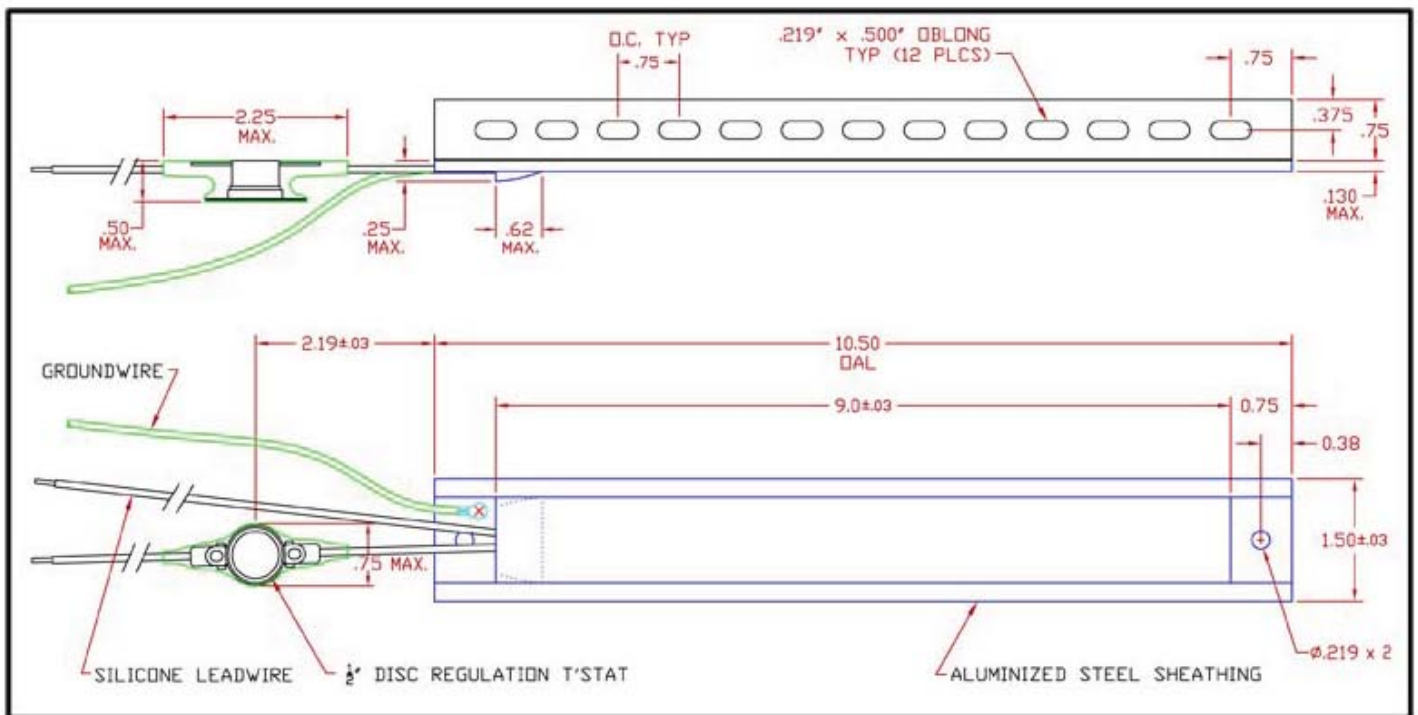 O.C. TYP
.75
.219" x .500" OBLONG
TYP (12 PLCS)
.75
2.25
MAX.
.375
.75
.50
MAX.
.25
MAX.
.62
MAX.
.130
MAX.
2.19±.03
10.50
OAL
GROUNDWIRE
9.0±.03
0.75
0.38
.75 MAX.
1.50±.03
SILICONE LEADWIRE
½" DISC REGULATION T'STAT
ALUMINIZED STEEL SHEATHING
Ø.219 x 2